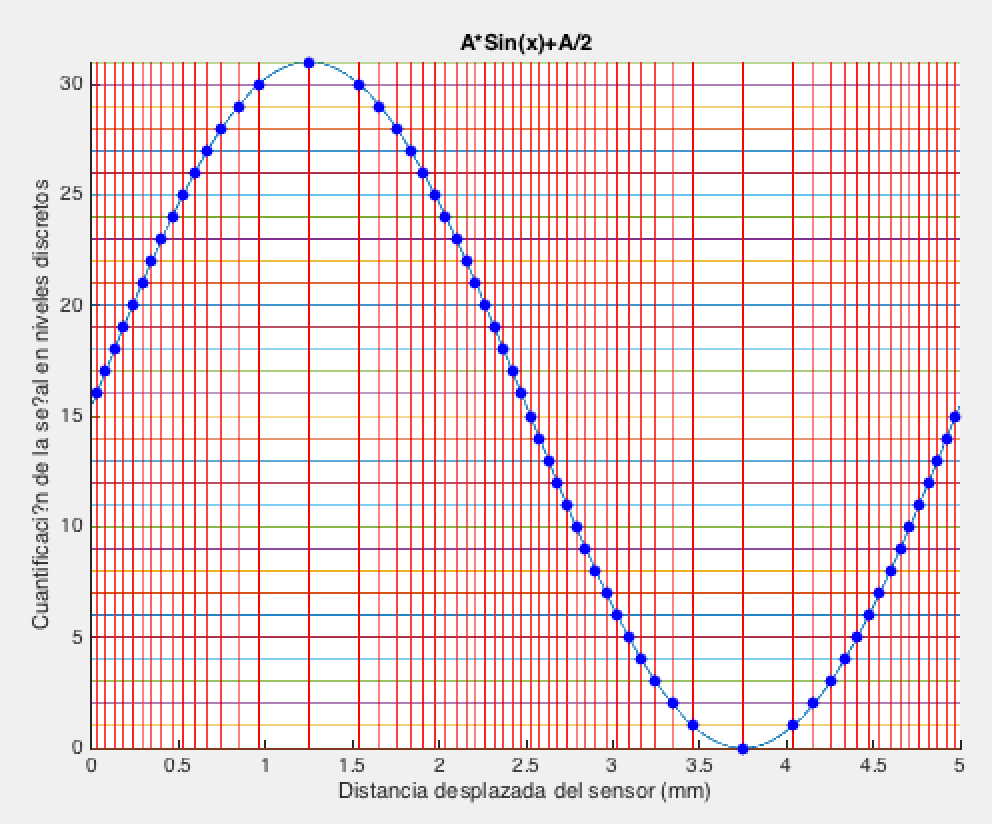 A*Sin(x)+A/2
Cuantificaci?n de la se?al en niveles discretos
30
25
20
15
10
5
0
0 0.5 1 1.5 2 2.5 3 3.5 4 4.5 5
Distancia desplazada del sensor (mm)